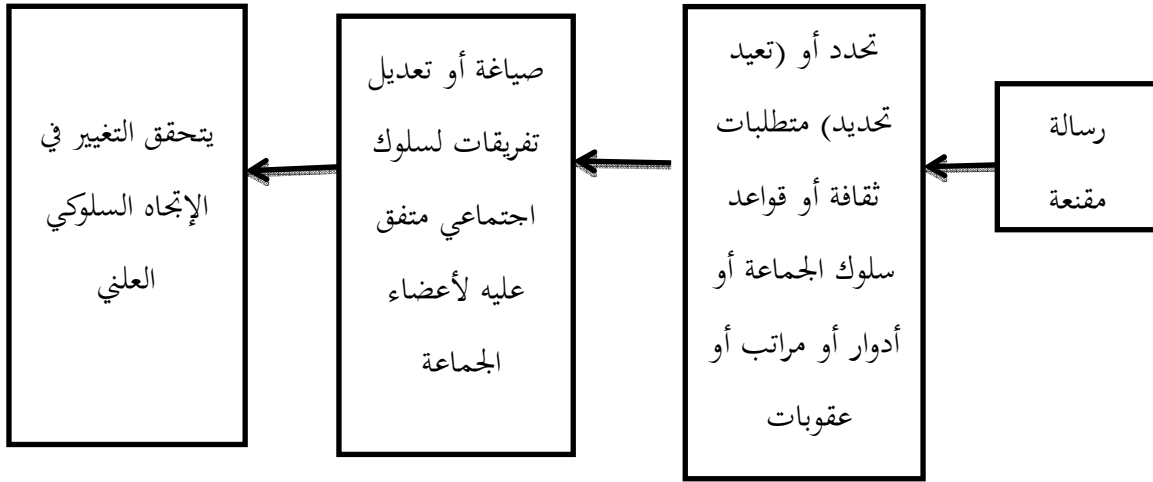 رسالة
مقنعة
تحدد أو (تعيد
تحديد) متطلبات
ثقافة أو قواعد
سلوك الجماعة أو
أدوار أو مراتب أو
عقوبات
صياغة أو تعديل
تفريقات لسلوك
اجتماعي متفق
عليه لأعضاء
الجماعة
يتحقق التغيير في
الإتجاه السلوكي
العلني